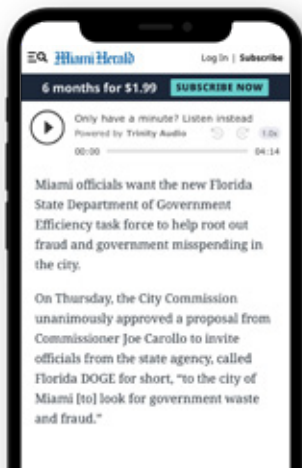 Miami Herald
Log In | Subscribe
6 months for $1.99 SUBSCRIBE NOW
Only have a minute? Listen instead
Powered by Trinity Audio
1.0x
00:00 04:14
Miami officials want the new Florida
State Department of Government
Efficiency task force to help root out
fraud and government misspending in
the city.
On Thursday, the City Commission
unanimously approved a proposal from
Commissioner Joe Carollo to invite
officials from the state agency, called
Florida DOGE for short, “to the city of
Miami [to] look for government waste
and fraud.”